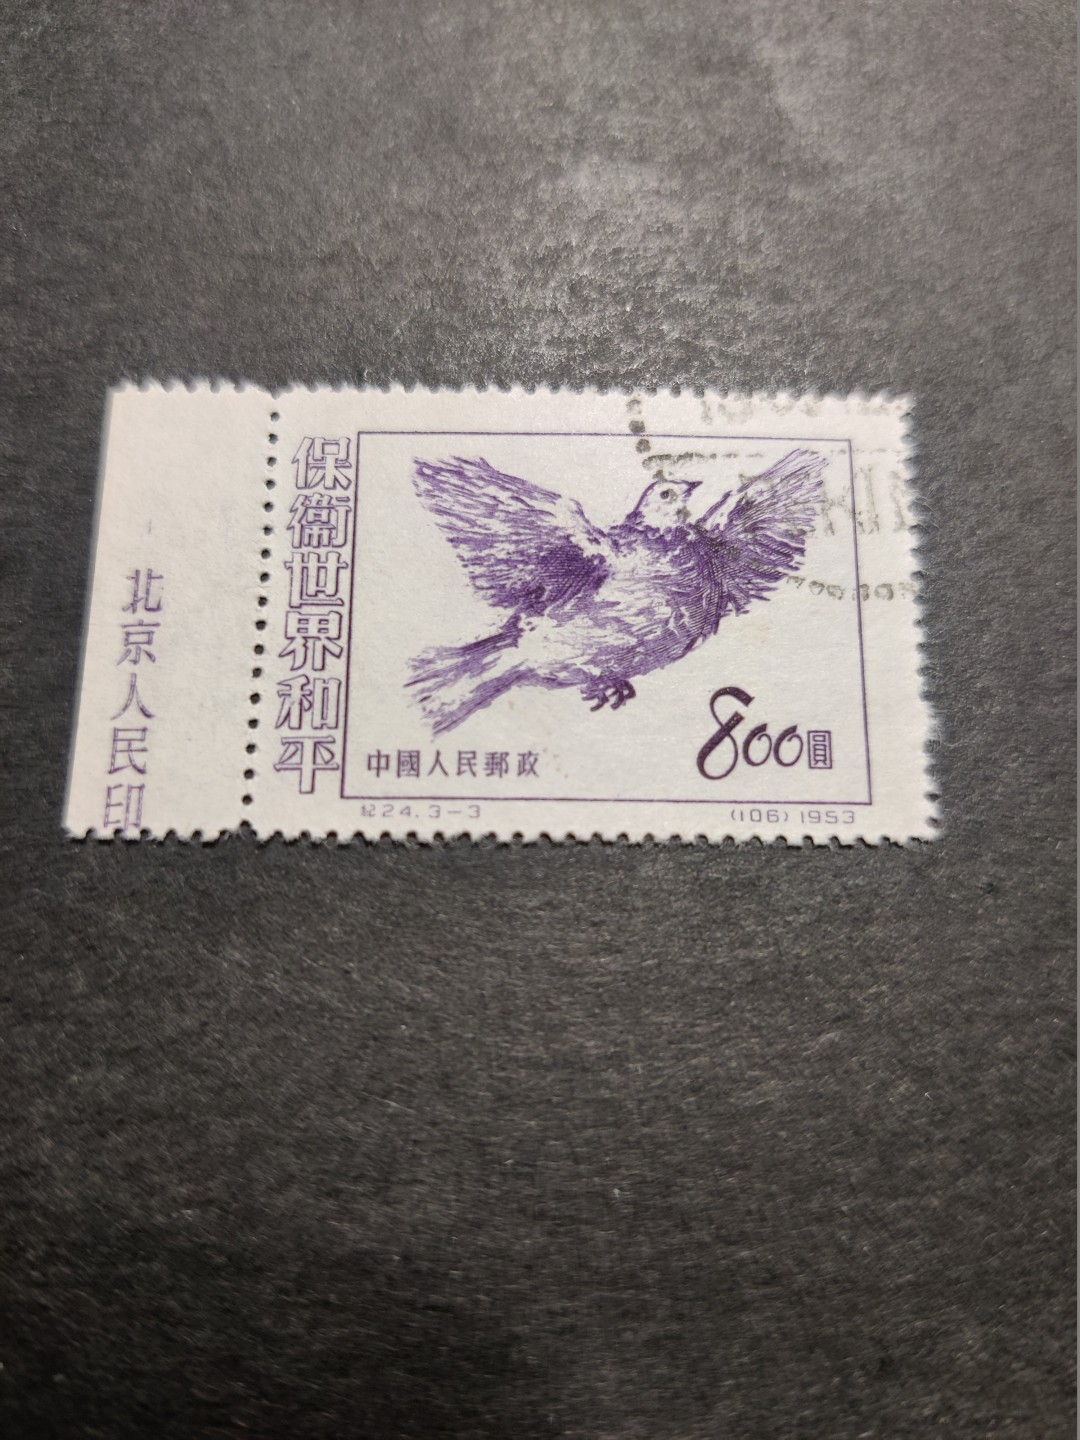 保衞世界和平
北京人民印
中國人民郵政
800圓
紀24.3-3
(106) 1953